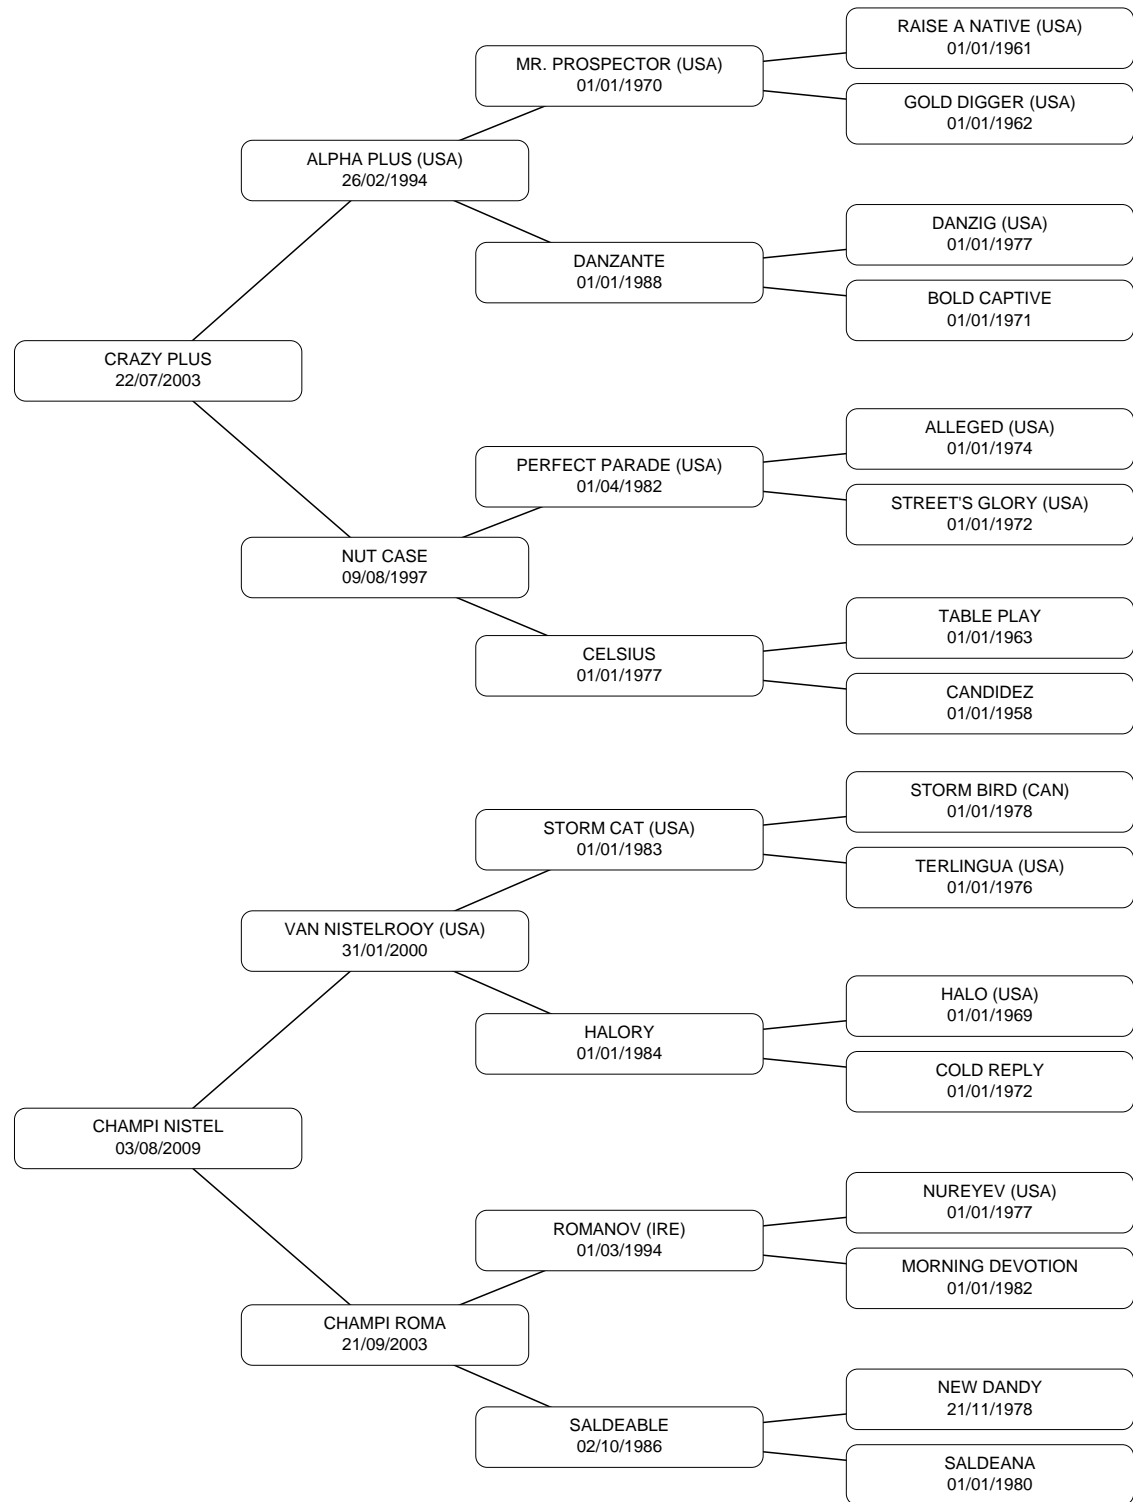 RAISE A NATIVE (USA)
01/01/1961
MR. PROSPECTOR (USA)
01/01/1970
GOLD DIGGER (USA)
01/01/1962
ALPHA PLUS (USA)
26/02/1994
DANZIG (USA)
01/01/1977
DANZANTE
01/01/1988
BOLD CAPTIVE
01/01/1971
CRAZY PLUS
22/07/2003
ALLEGED (USA)
01/01/1974
PERFECT PARADE (USA)
01/04/1982
STREET'S GLORY (USA)
01/01/1972
NUT CASE
09/08/1997
TABLE PLAY
01/01/1963
CELSIUS
01/01/1977
CANDIDEZ
01/01/1958
STORM BIRD (CAN)
01/01/1978
STORM CAT (USA)
01/01/1983
TERLINGUA (USA)
01/01/1976
VAN NISTELROOY (USA)
31/01/2000
HALO (USA)
01/01/1969
HALORY
01/01/1984
COLD REPLY
01/01/1972
CHAMPI NISTEL
03/08/2009
NUREYEV (USA)
01/01/1977
ROMANOV (IRE)
01/03/1994
MORNING DEVOTION
01/01/1982
CHAMPI ROMA
21/09/2003
NEW DANDY
21/11/1978
SALDEABLE
02/10/1986
SALDEANA
01/01/1980